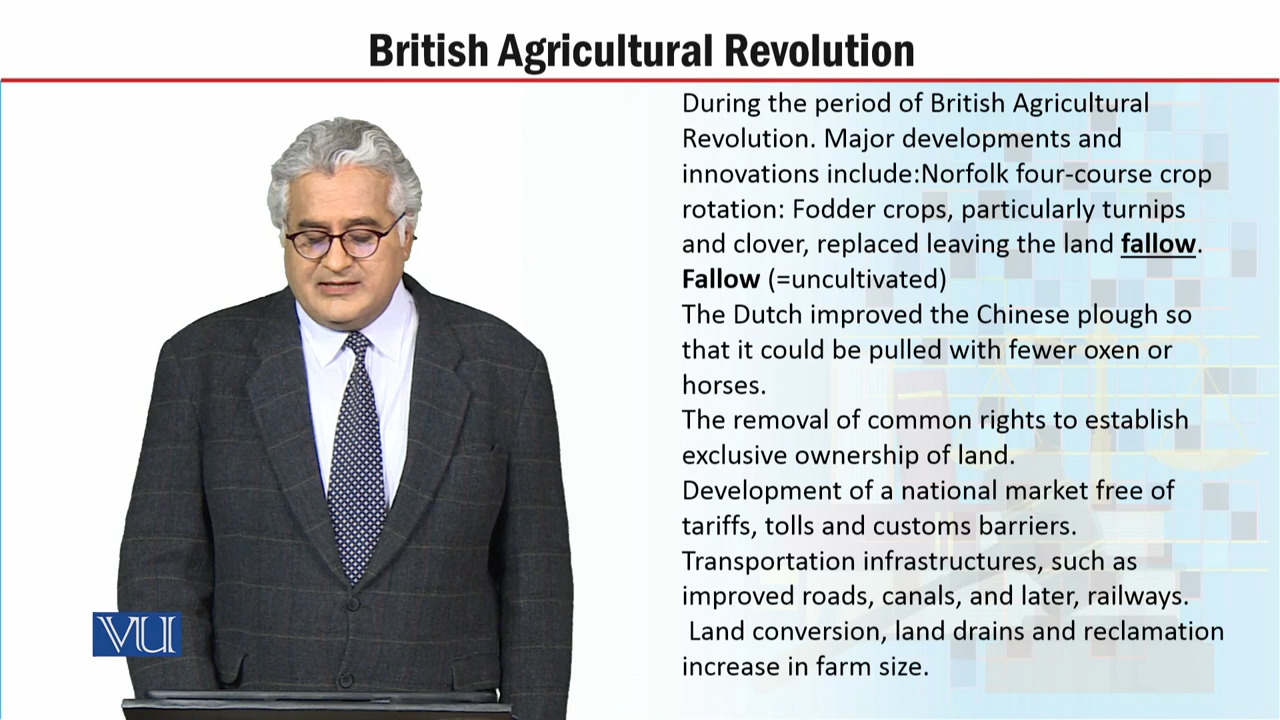 British Agricultural Revolution
During the period of British Agricultural
Revolution. Major developments and
innovations include:Norfolk four-course crop
rotation: Fodder crops, particularly turnips
and clover, replaced leaving the land fallow.
Fallow (=uncultivated)
The Dutch improved the Chinese plough so
that it could be pulled with fewer oxen or
horses.
The removal of common rights to establish
exclusive ownership of land.
Development of a national market free of
tariffs, tolls and customs barriers.
Transportation infrastructures, such as
improved roads, canals, and later, railways.
Land conversion, land drains and reclamation
increase in farm size.
VU